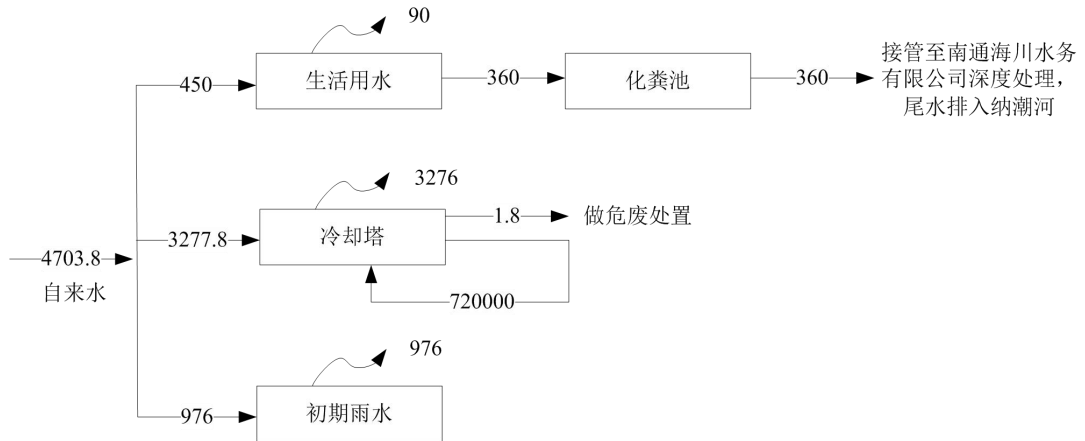 90
450
生活用水
360
化粪池
360
接管至南通海川水务
有限公司深度处理，
尾水排入纳潮河
3276
3277.8
冷却塔
1.8
做危废处置
4703.8
自来水
720000
976
976
初期雨水